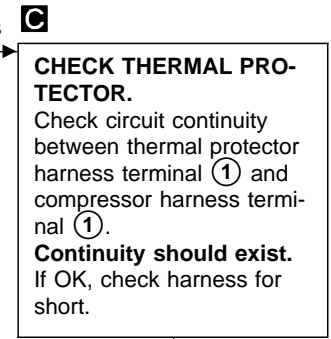 C
CHECK THERMAL PRO-
TECTOR.
Check circuit continuity
between thermal protector
harness terminal ① and
compressor harness termi-
nal ①.
Continuity should exist.
If OK, check harness for
short.